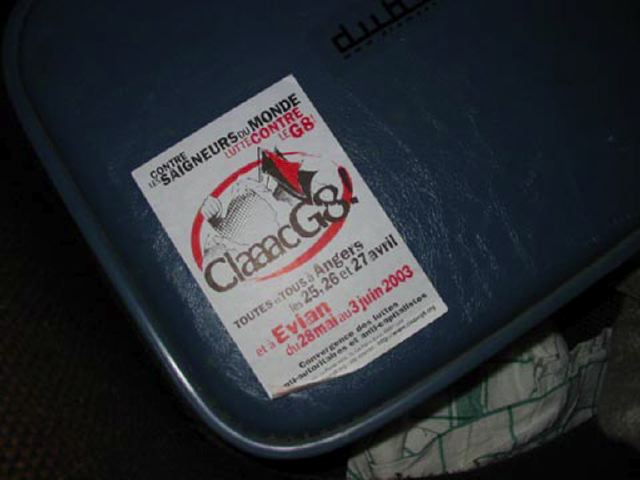 CONTRE
LES SAIGNEURS DU MONDE
LUTTE CONTRE
LE G8!
ClaaacG8!
TOUTES et TOUS à Angers
les 25, 26 et 27 avril
et à Evian
du 28 mai au 3 juin 2003
Convergence des luttes
anti-autoritaires et anti-capitalistes